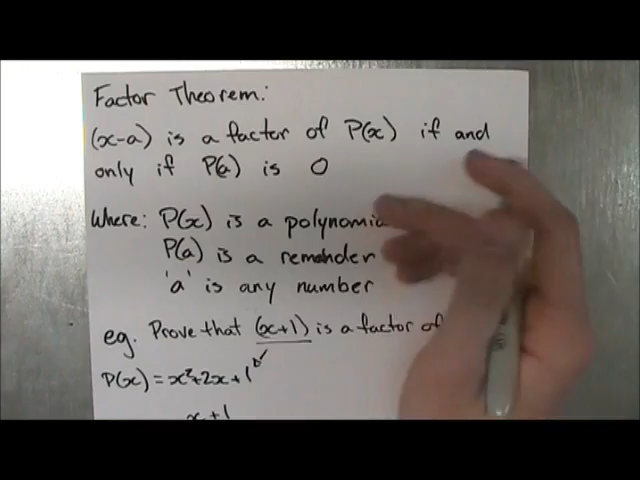 Factor Theorem:
(x-a) is a factor of P(x) if and
only if P(a) is 0
Where: P(x) is a polynomia
P(a) is a remainder
'a' is any number
eg. Prove that (x+1) is a factor of
P(x) = x²+2x+1
x+1